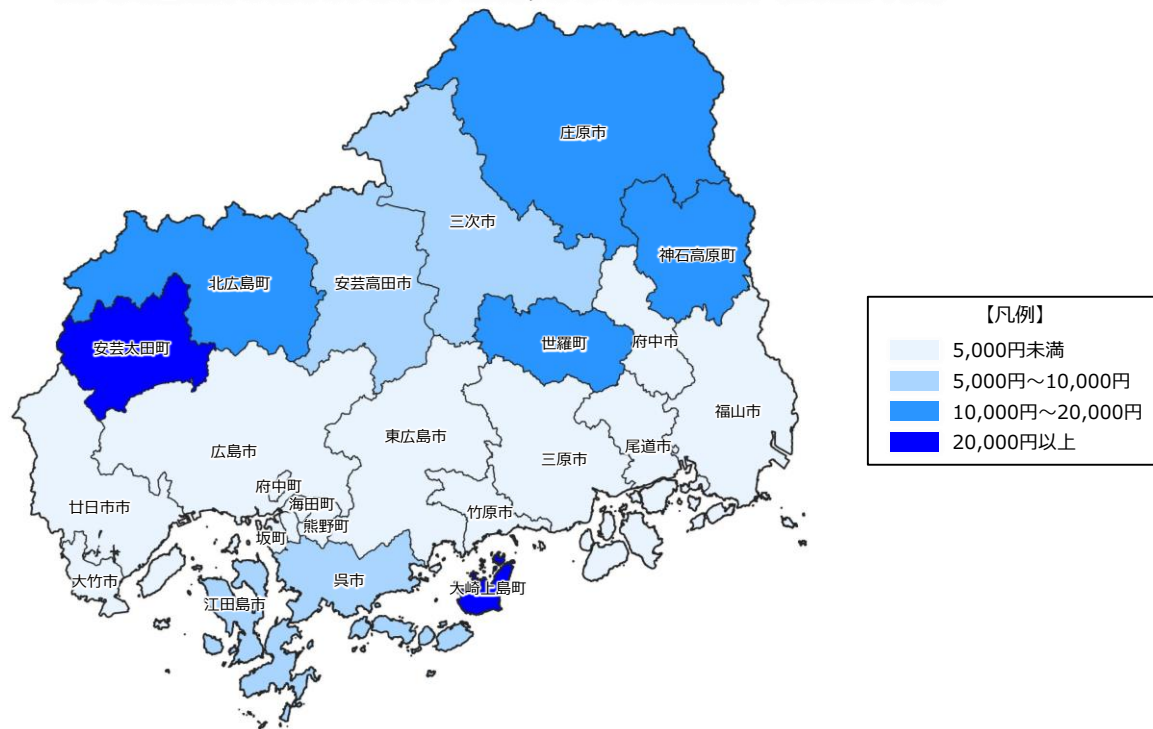 庄原市
三次市
神石高原町
北広島町
安芸高田市
安芸太田町
世羅町
府中市
福山市
東広島市
尾道市
広島市
三原市
府中町
海田町
廿日市市
竹原市
熊野町
坂町
大竹市
呉市
大崎上島町
江田島市
【凡例】
5,000円未満
5,000円～10,000円
10,000円～20,000円
20,000円以上